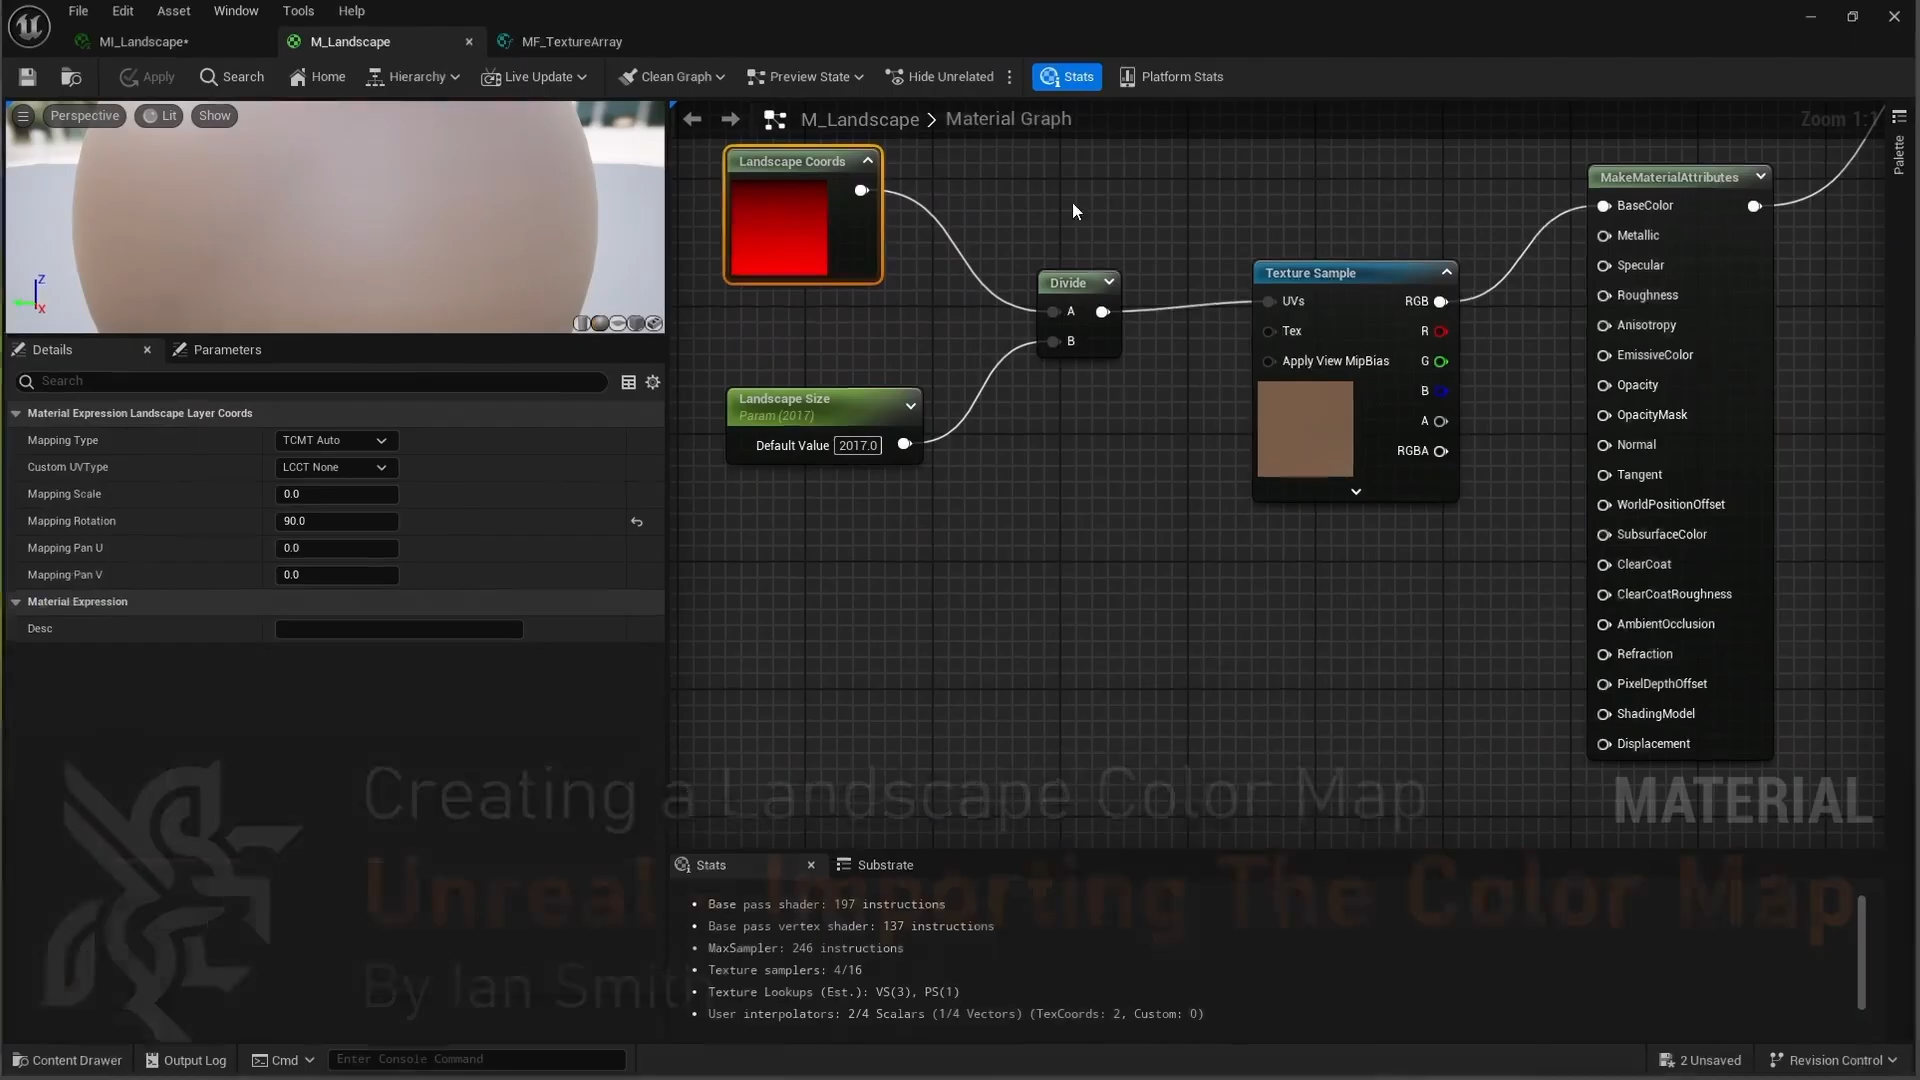 File Edit Asset Window Tools Help
MI_Landscape* M_Landscape MF_TextureArray
Apply Search Home Hierarchy Live Update Clean Graph Preview State Hide Unrelated Stats Platform Stats
Perspective Lit Show
M_Landscape > Material Graph
Zoom 1:1
Palette
Landscape Coords
Divide
A
B
Landscape Size
Param (2017)
Default Value 2017.0
Texture Sample
UVs RGB
Tex R
Apply View MipBias G
B
A
RGBA
MakeMaterialAttributes
BaseColor
Metallic
Specular
Roughness
Anisotropy
EmissiveColor
Opacity
OpacityMask
Normal
Tangent
WorldPositionOffset
SubsurfaceColor
ClearCoat
ClearCoatRoughness
AmbientOcclusion
Refraction
PixelDepthOffset
ShadingModel
Displacement
MATERIAL
Z
X
Details Parameters
Search
Material Expression Landscape Layer Coords
Mapping Type TCMT Auto
Custom UVType LCCT None
Mapping Scale 0.0
Mapping Rotation 90.0
Mapping Pan U 0.0
Mapping Pan V 0.0
Material Expression
Desc
Creating a Landscape Color Map
Unreal - Importing The Color Map
By Ian Smith
Stats Substrate
Base pass shader: 197 instructions
Base pass vertex shader: 137 instructions
MaxSampler: 246 instructions
Texture samplers: 4/16
Texture Lookups (Est.): VS(3), PS(1)
User interpolators: 2/4 Scalars (1/4 Vectors) (TexCoords: 2, Custom: 0)
Content Drawer Output Log Cmd Enter Console Command 2 Unsaved Revision Control